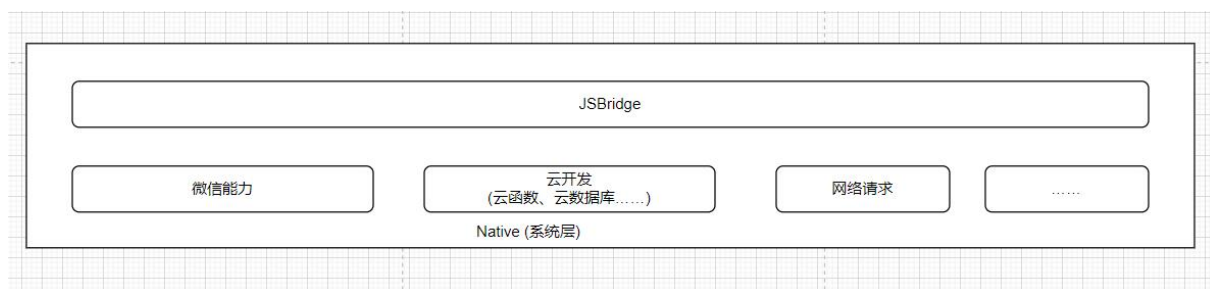 JSBridge
微信能力
云开发
(云函数、云数据库……)
网络请求
……
Native (系统层)